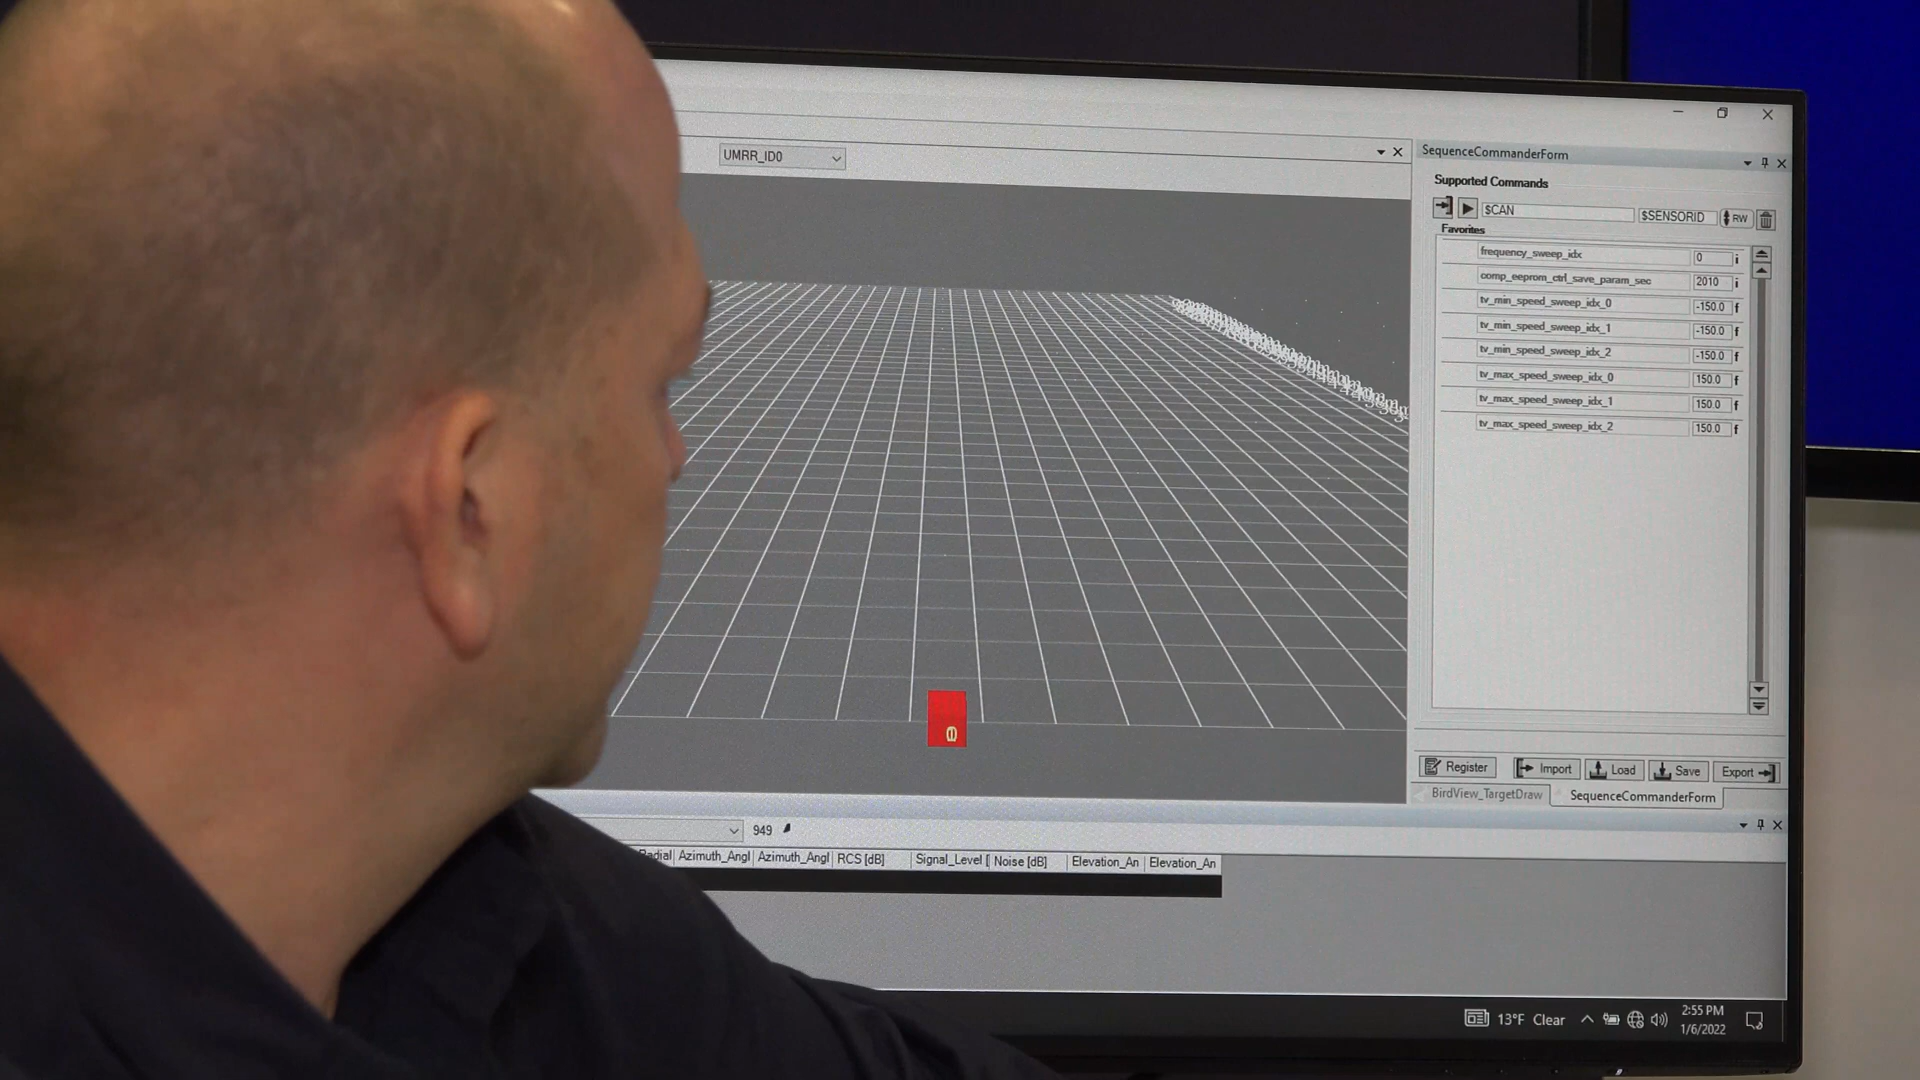 UMRR_ID0
SequenceCommanderForm
Supported Commands
$CAN $SENSORID RW
Favorites
frequency_sweep_idx 0 i
comp_eeprom_ctrl_save_param_sec 2010 i
tv_min_speed_sweep_idx_0 -150.0 f
tv_min_speed_sweep_idx_1 -150.0 f
tv_min_speed_sweep_idx_2 -150.0 f
tv_max_speed_sweep_idx_0 150.0 f
tv_max_speed_sweep_idx_1 150.0 f
tv_max_speed_sweep_idx_2 150.0 f
0
Register Import Load Save Export
BirdView_TargetDraw SequenceCommanderForm
949
Radial Azimuth_Angl Azimuth_Angl RCS [dB] Signal_Level [ Noise [dB] Elevation_An Elevation_An
13°F Clear 2:55 PM
1/6/2022